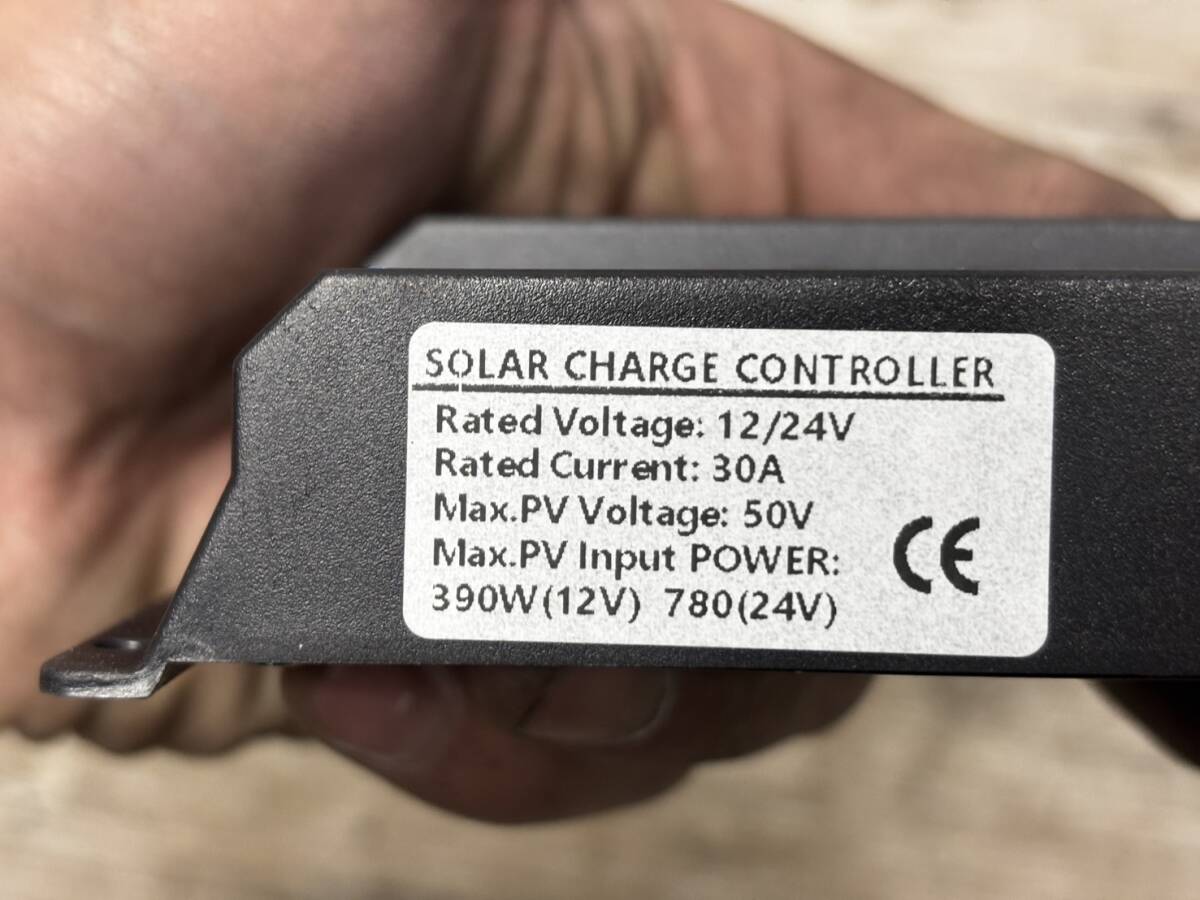 SOLAR CHARGE CONTROLLER
Rated Voltage: 12/24V
Rated Current: 30A
Max.PV Voltage: 50V
Max.PV Input POWER:
390W(12V) 780(24V)
CE